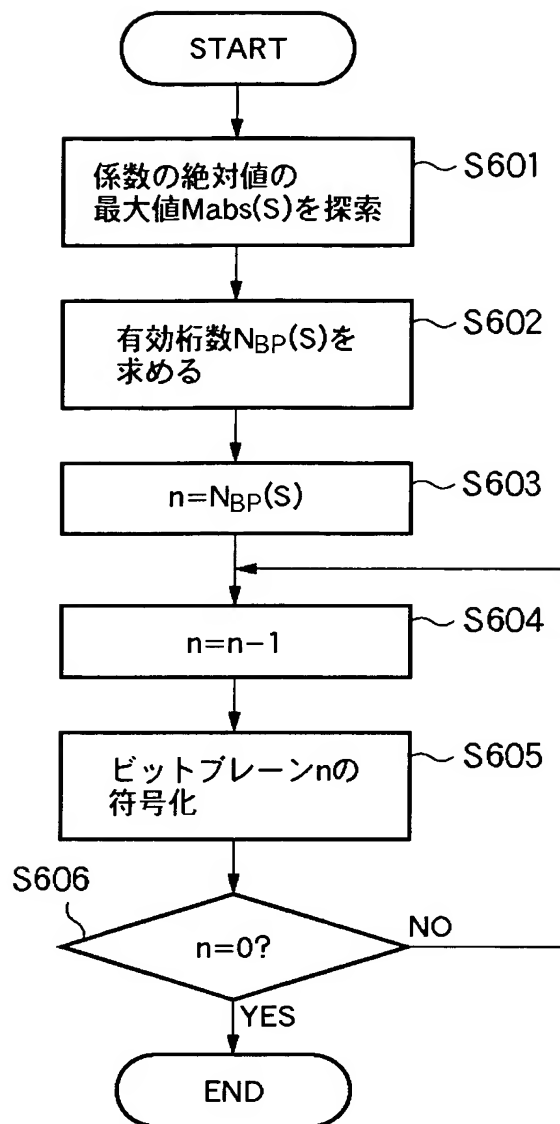 START
係数の絶対値の
最大値Mabs(S)を探索
S601
有効桁数NBP(S)を
求める
S602
n=NBP(S)
S603
n=n-1
S604
ビットブレーンnの
符号化
S605
S606
n=0?
NO
YES
END